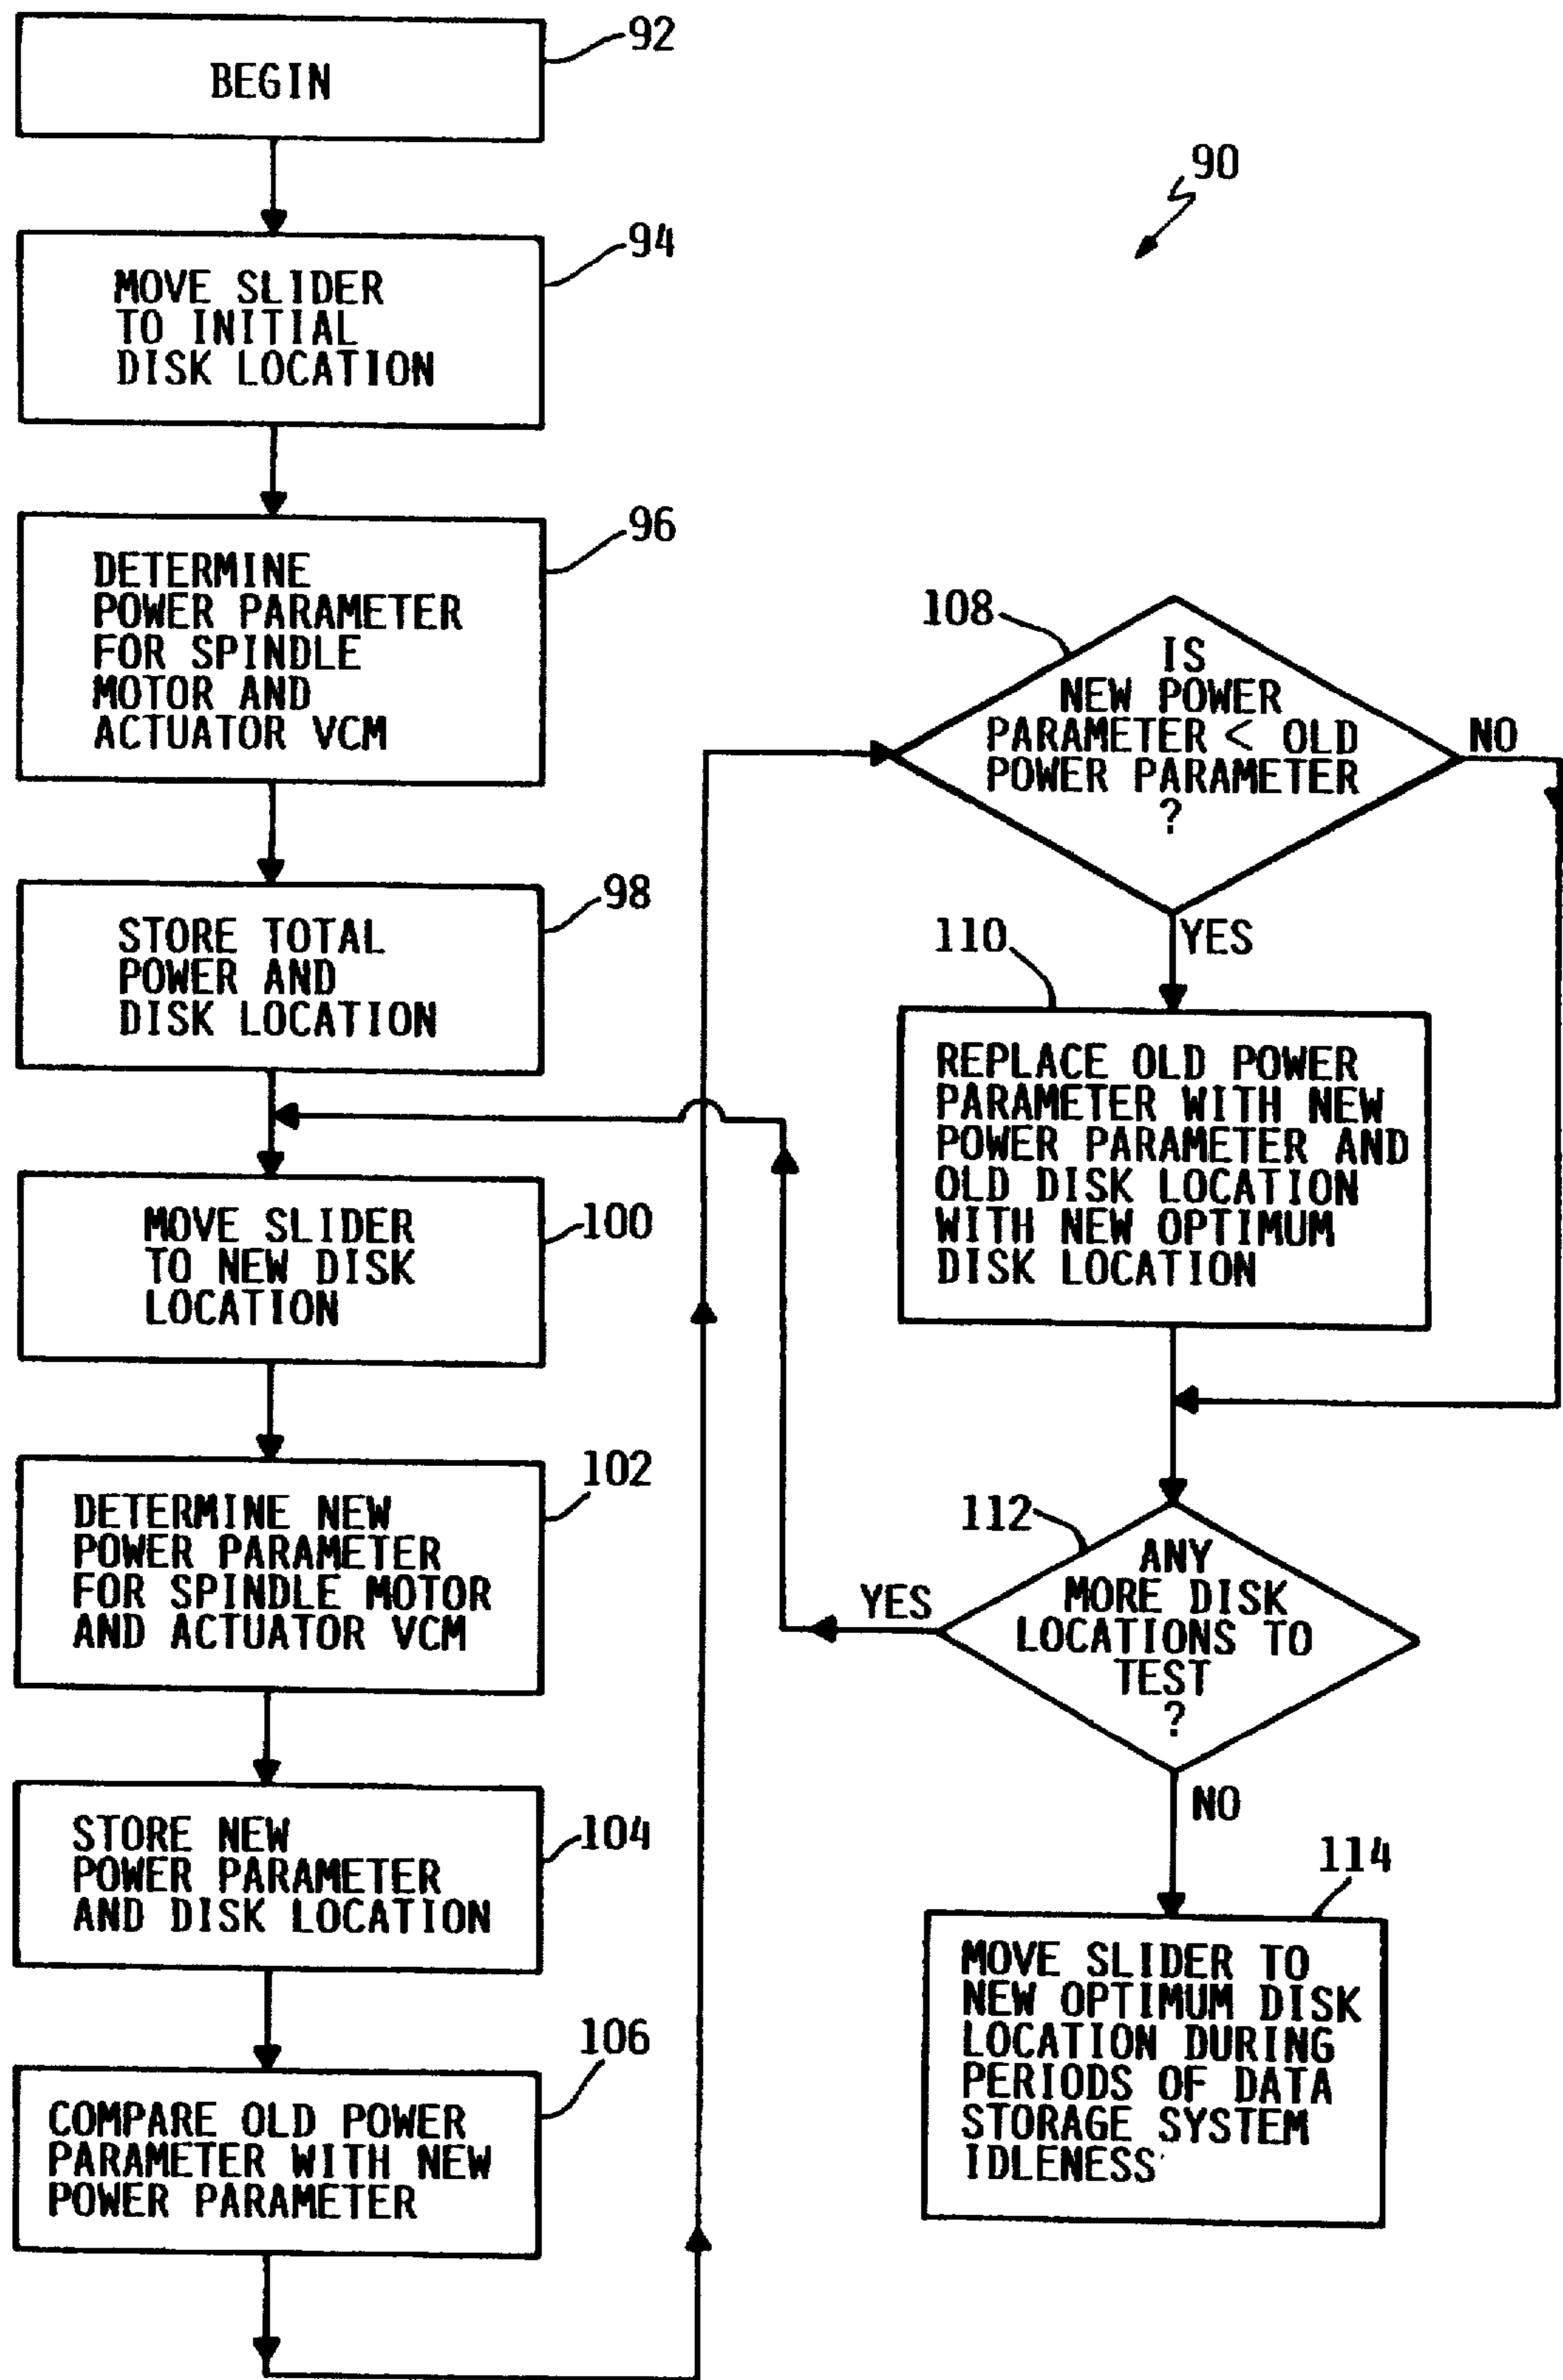 92
BEGIN
90
94
MOVE SLIDER
TO INITIAL
DISK LOCATION
96
DETERMINE
POWER PARAMETER
FOR SPINDLE
MOTOR AND
ACTUATOR VCM
98
STORE TOTAL
POWER AND
DISK LOCATION
100
MOVE SLIDER
TO NEW DISK
LOCATION
102
DETERMINE NEW
POWER PARAMETER
FOR SPINDLE MOTOR
AND ACTUATOR VCM
104
STORE NEW
POWER PARAMETER
AND DISK LOCATION
106
COMPARE OLD POWER
PARAMETER WITH NEW
POWER PARAMETER
108
IS
NEW POWER
PARAMETER < OLD
POWER PARAMETER
?
NO
YES
110
REPLACE OLD POWER
PARAMETER WITH NEW
POWER PARAMETER AND
OLD DISK LOCATION
WITH NEW OPTIMUM
DISK LOCATION
112
ANY
MORE DISK
LOCATIONS TO
TEST
?
YES
NO
114
MOVE SLIDER TO
NEW OPTIMUM DISK
LOCATION DURING
PERIODS OF DATA
STORAGE SYSTEM
IDLENESS